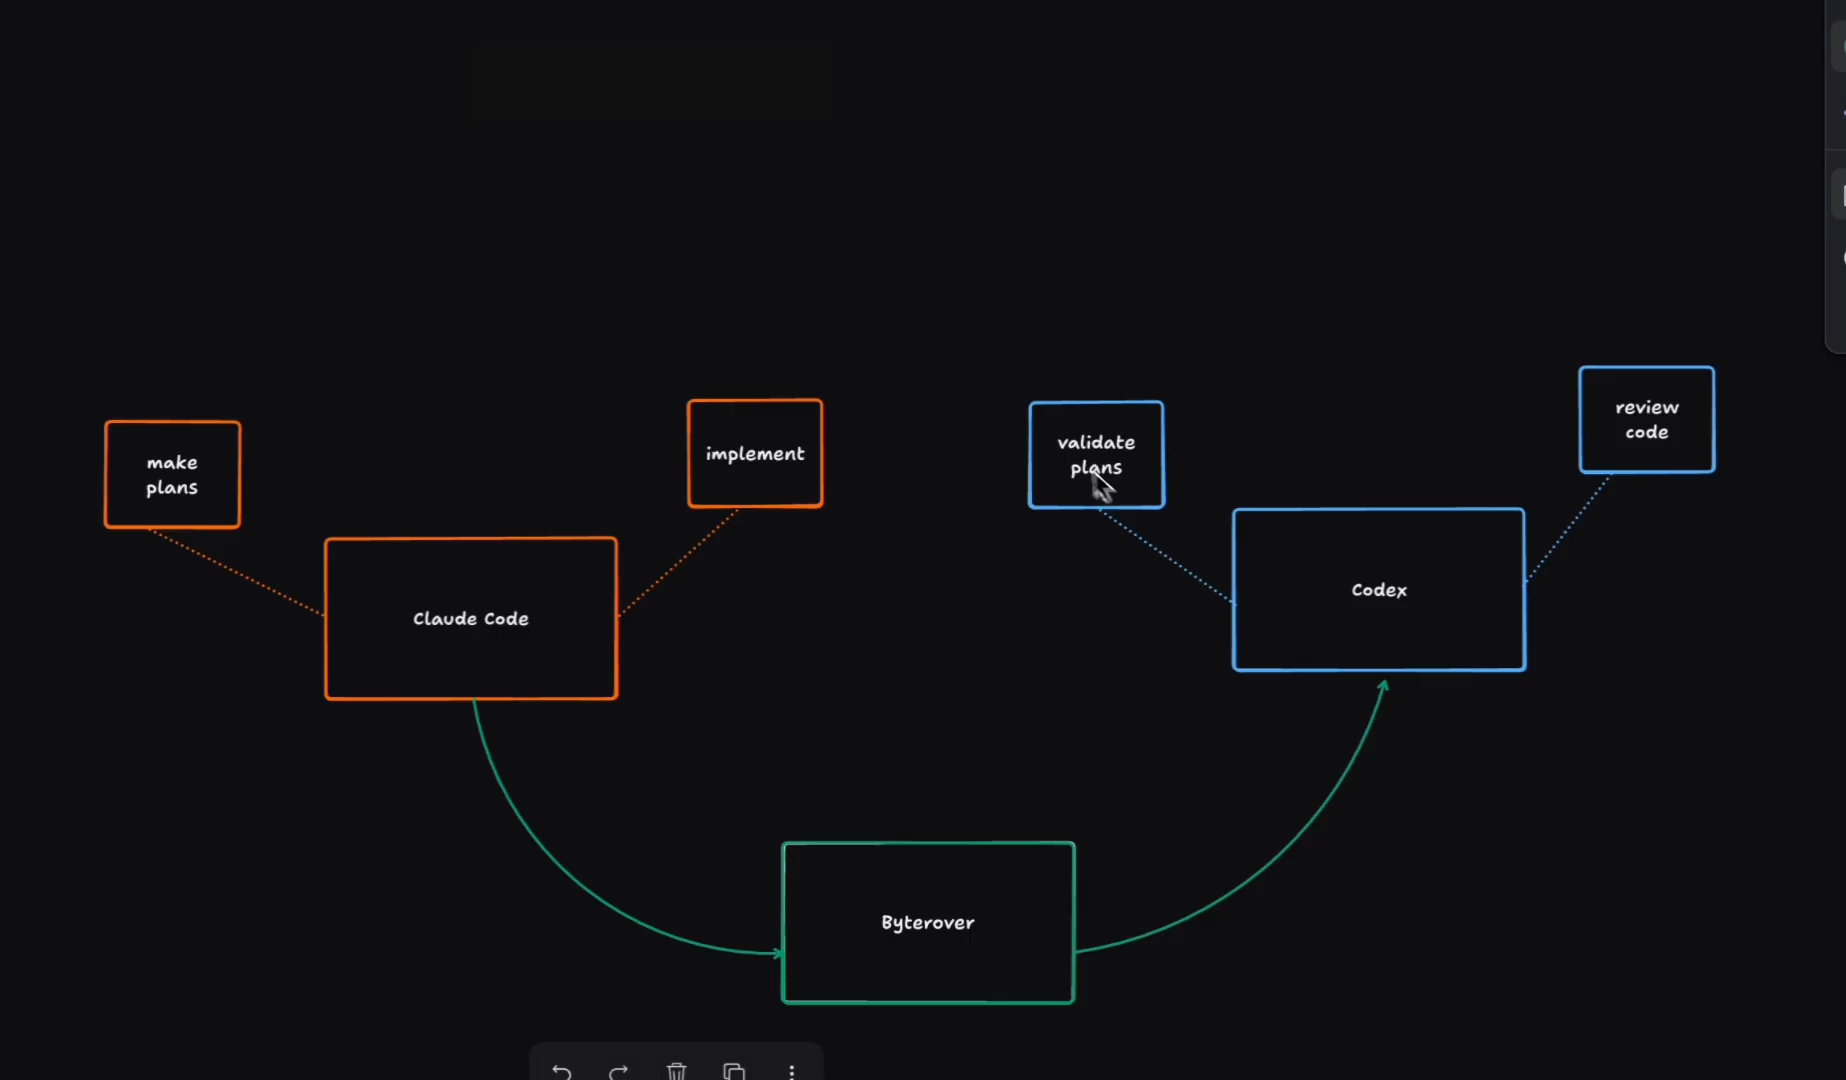 make
plans
implement
validate
plans
review
code
Claude Code
Codex
Byterover